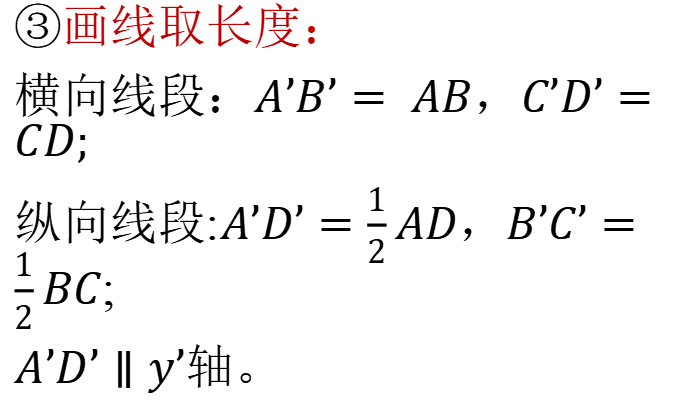 ③画线取长度：
横向线段：A’B’ = AB，C’D’ =
CD;
纵向线段:A’D’ = 1/2 AD，B’C’ =
1/2 BC;
A’D’ ∥ y’轴。